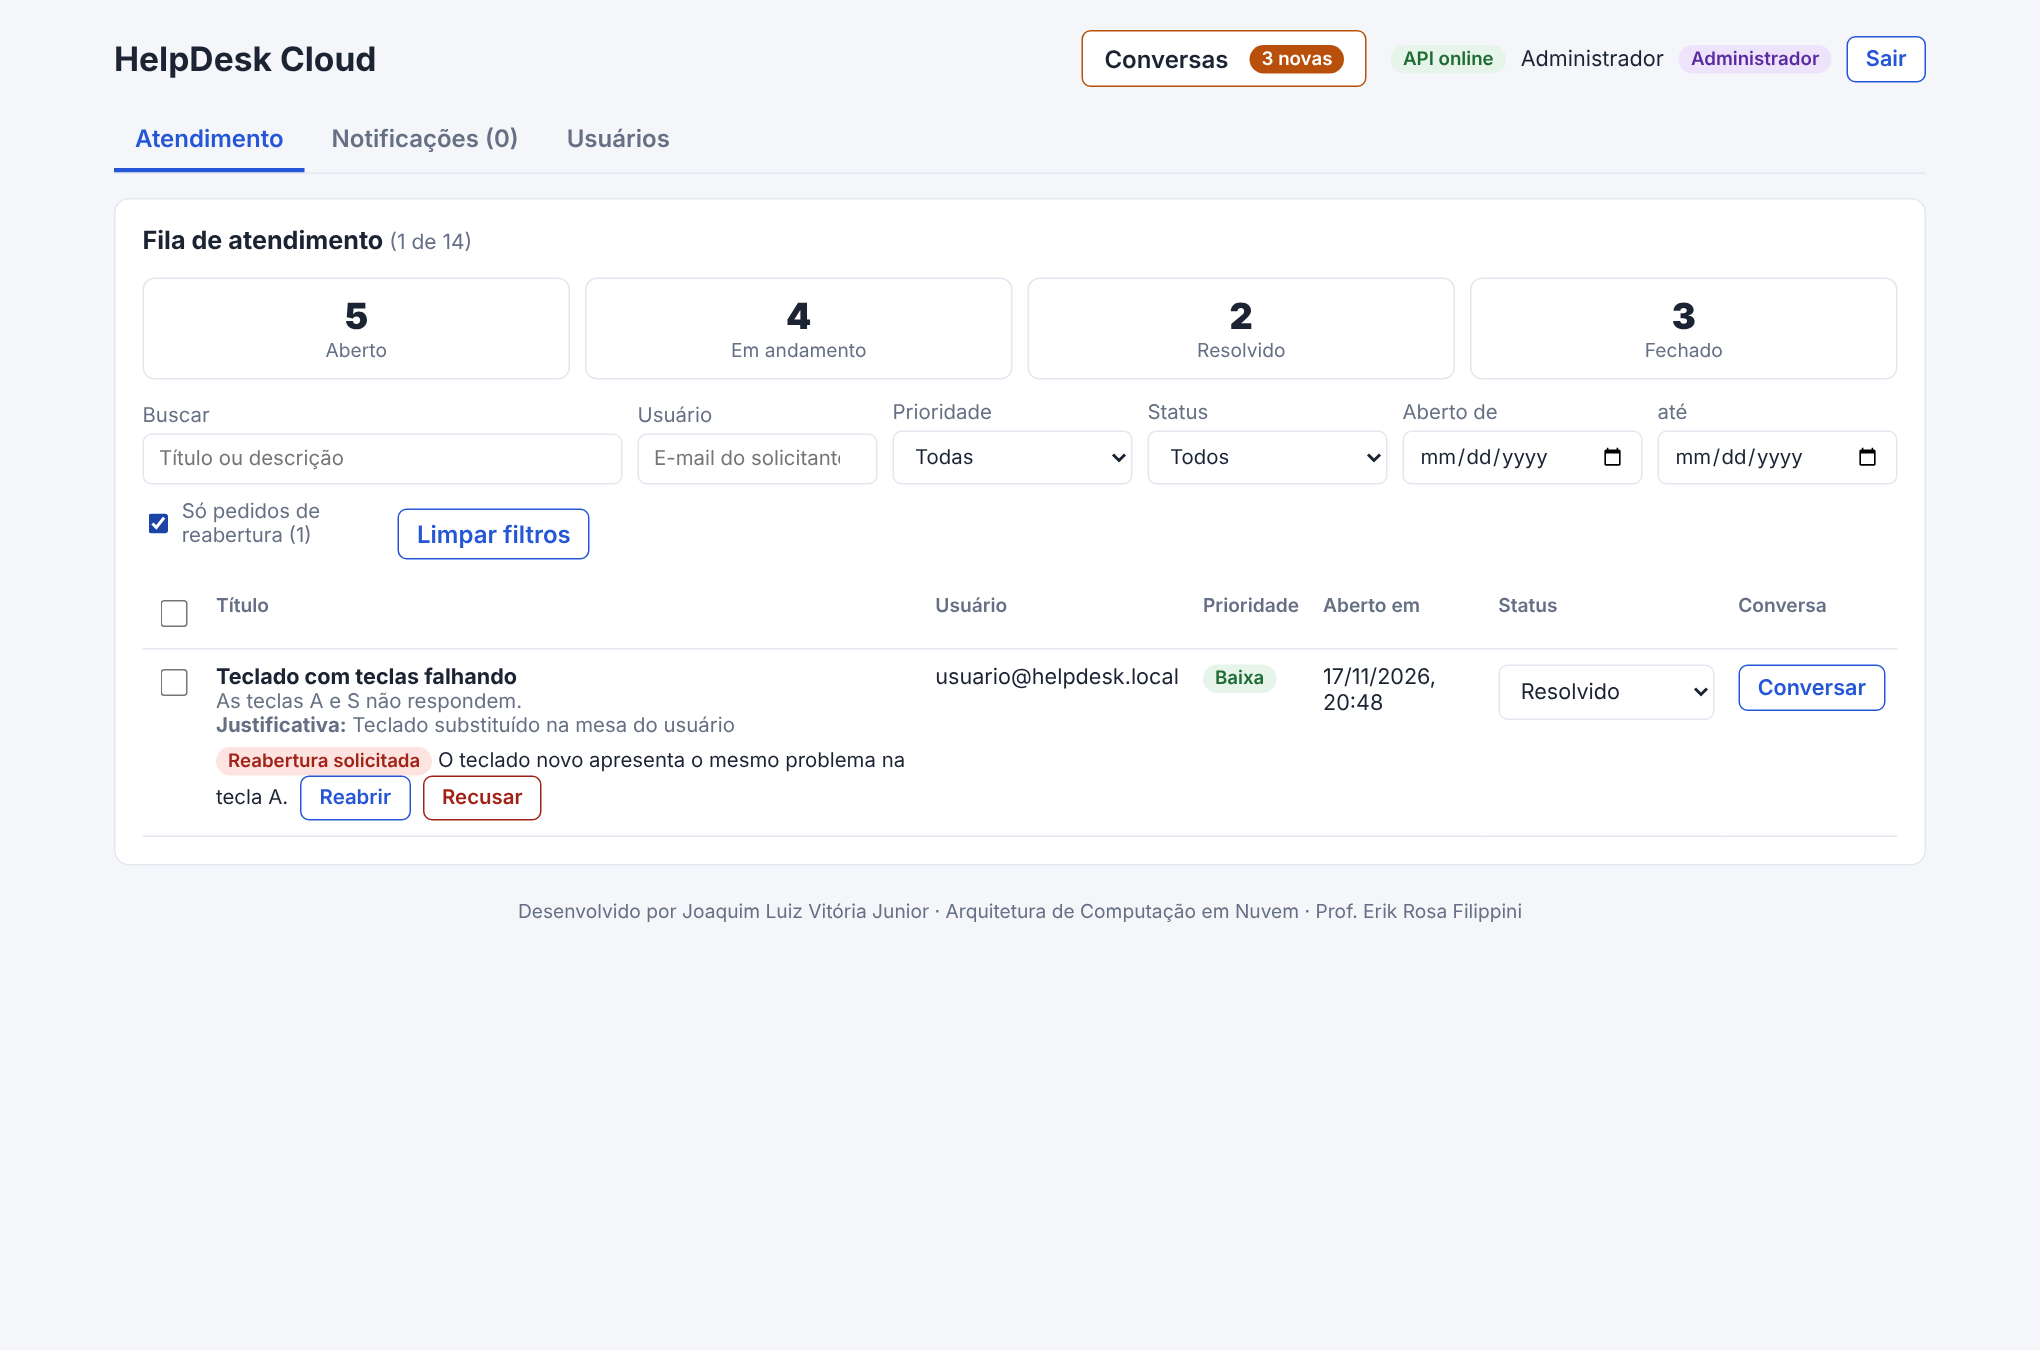 HelpDesk Cloud
Conversas 3 novas API online Administrador Administrador Sair
Atendimento Notificações (0) Usuários
Fila de atendimento (1 de 14)
5 4 2 3
Aberto Em andamento Resolvido Fechado
Buscar Usuário Prioridade Status Aberto de até
Título ou descrição E-mail do solicitant Todas Todos mm/dd/yyyy mm/dd/yyyy
Só pedidos de
reabertura (1)
Limpar filtros
Título Usuário Prioridade Aberto em Status Conversa
Teclado com teclas falhando usuario@helpdesk.local Baixa 17/11/2026, Resolvido Conversar
As teclas A e S não respondem. 20:48
Justificativa: Teclado substituído na mesa do usuário
Reabertura solicitada O teclado novo apresenta o mesmo problema na
tecla A. Reabrir Recusar
Desenvolvido por Joaquim Luiz Vitória Junior · Arquitetura de Computação em Nuvem · Prof. Erik Rosa Filippini